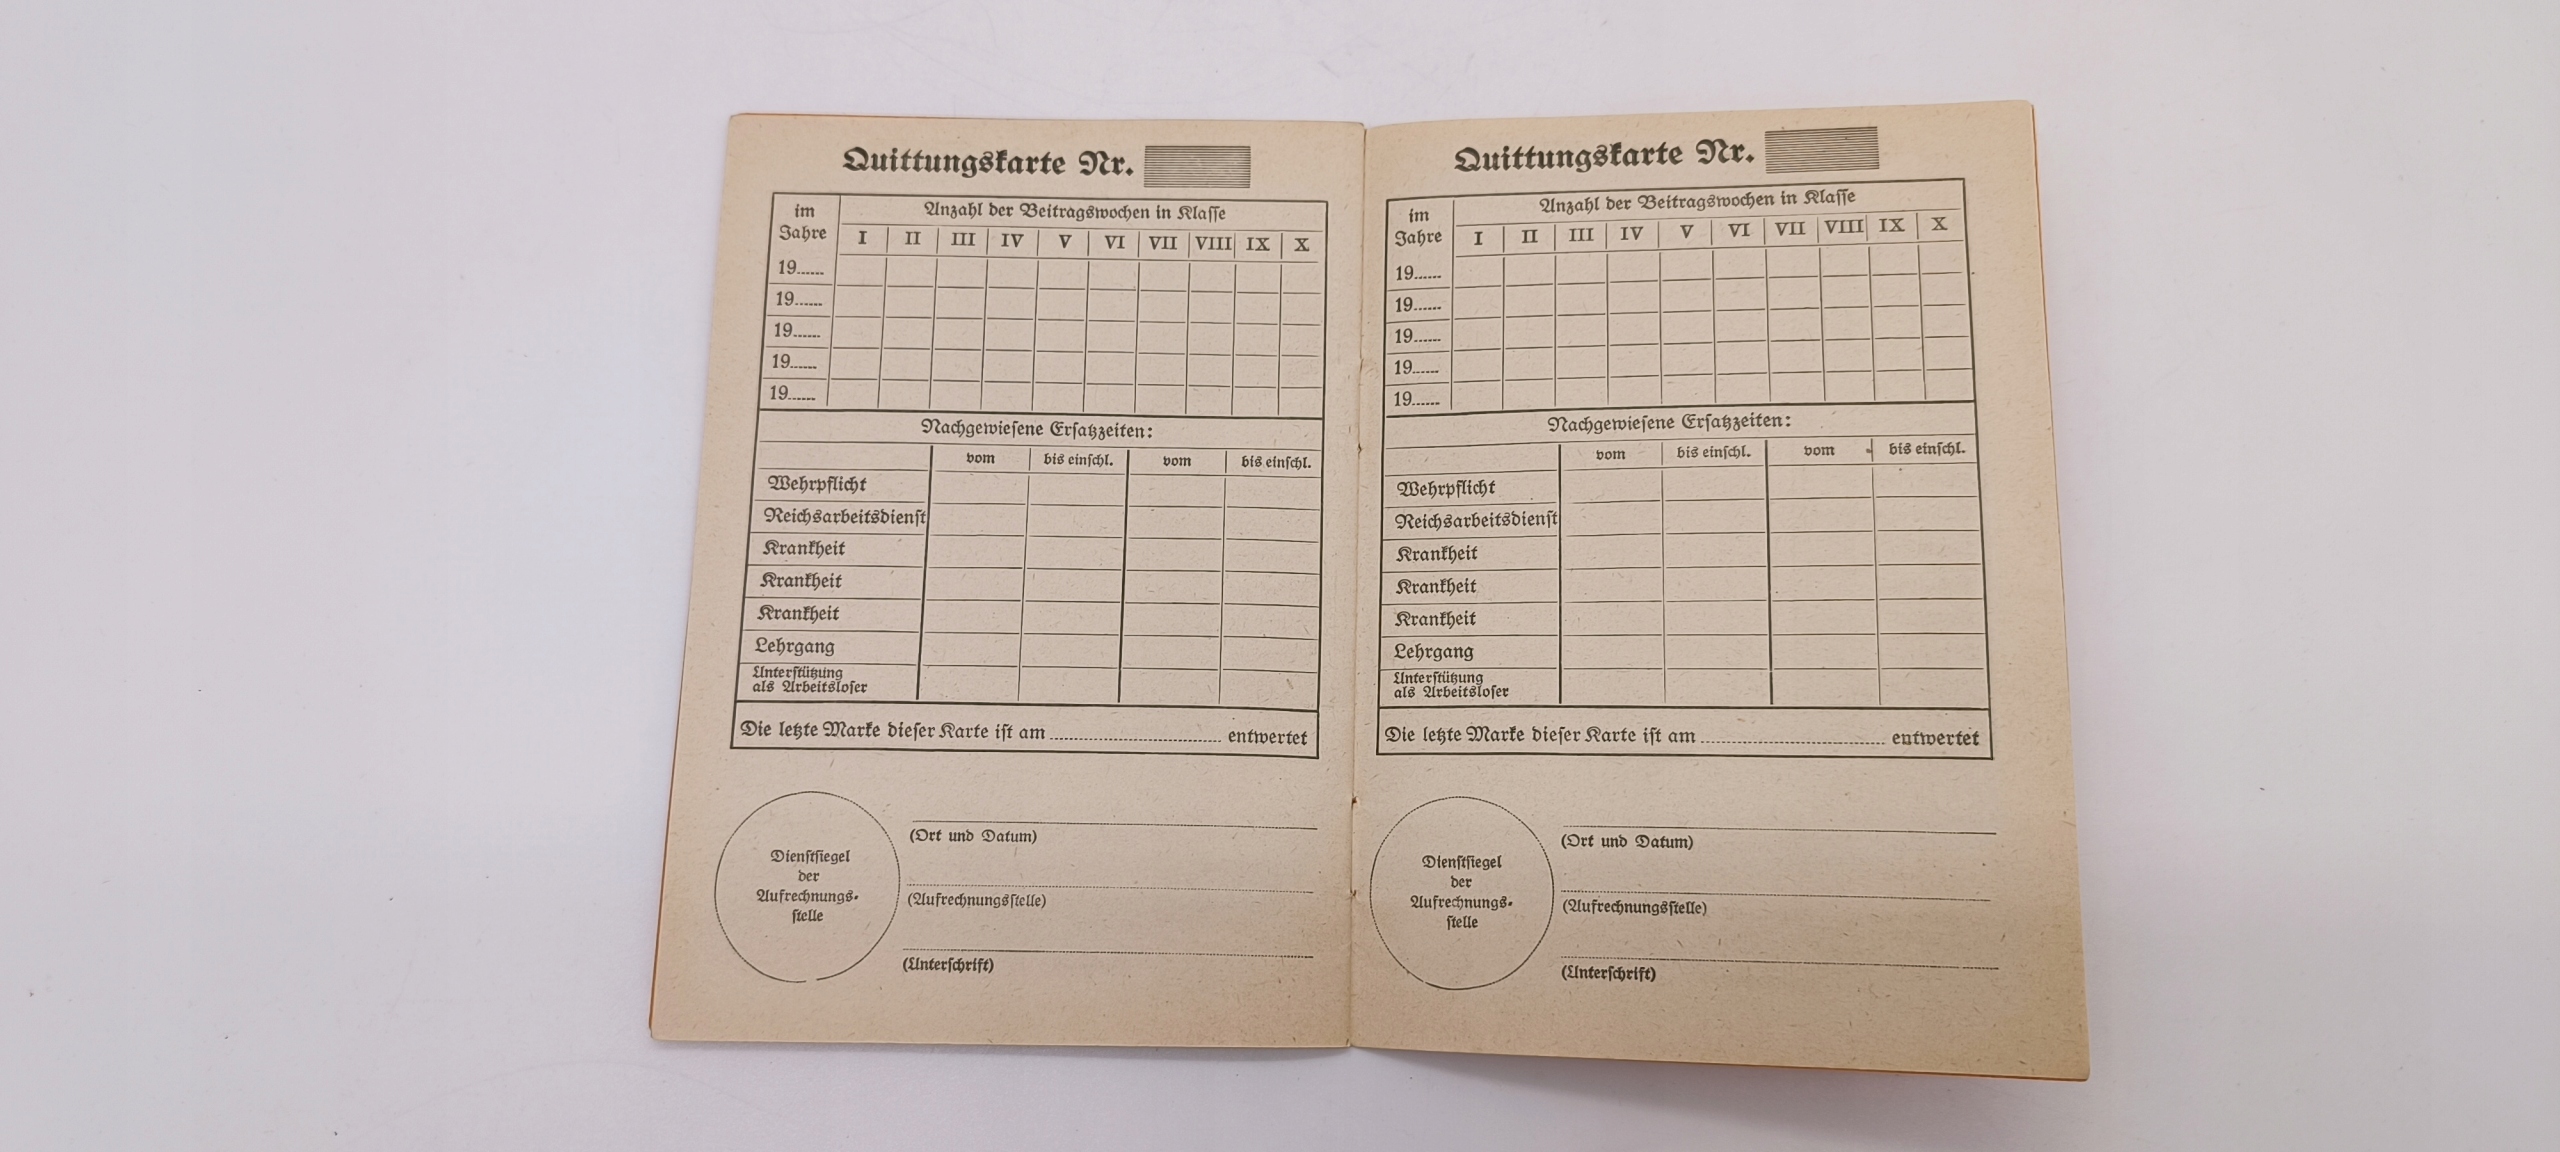 Quittungskarte Nr.
im Jahre
Anzahl der Beitragswochen in Klasse
I II III IV V VI VII VIII IX X
19......
19......
19......
19......
19......
Nachgewiesene Ersatzzeiten:
vom bis einschl. vom bis einschl.
Wehrpflicht
Reichsarbeitsdienst
Krankheit
Krankheit
Krankheit
Lehrgang
Unterstützung
als Arbeitsloser
Die letzte Marke dieser Karte ist am ........................ entwertet
Dienstsiegel
der
Aufrechnungs-
stelle
(Ort und Datum)
(Aufrechnungsstelle)
(Unterschrift)
Quittungskarte Nr.
im Jahre
Anzahl der Beitragswochen in Klasse
I II III IV V VI VII VIII IX X
19......
19......
19......
19......
19......
Nachgewiesene Ersatzzeiten:
vom bis einschl. vom bis einschl.
Wehrpflicht
Reichsarbeitsdienst
Krankheit
Krankheit
Krankheit
Lehrgang
Unterstützung
als Arbeitsloser
Die letzte Marke dieser Karte ist am ........................ entwertet
Dienstsiegel
der
Aufrechnungs-
stelle
(Ort und Datum)
(Aufrechnungsstelle)
(Unterschrift)